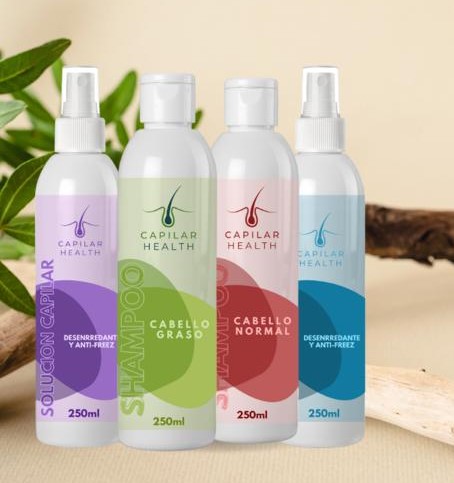 CAPILAR
HEALTH
SOLUCION CAPILAR
DESENRREDANT
Y ANTI-FREEZ
250ml
CAPILAR
HEALTH
SHAMPOO
CABELLO
GRASO
250ml
CAPILAR
HEALTH
SHAMPOO
CABELLO
NORMAL
250ml
CAPILAR
HEALTH
DESENRREDANTE
Y ANTI-FREEZ
250ml